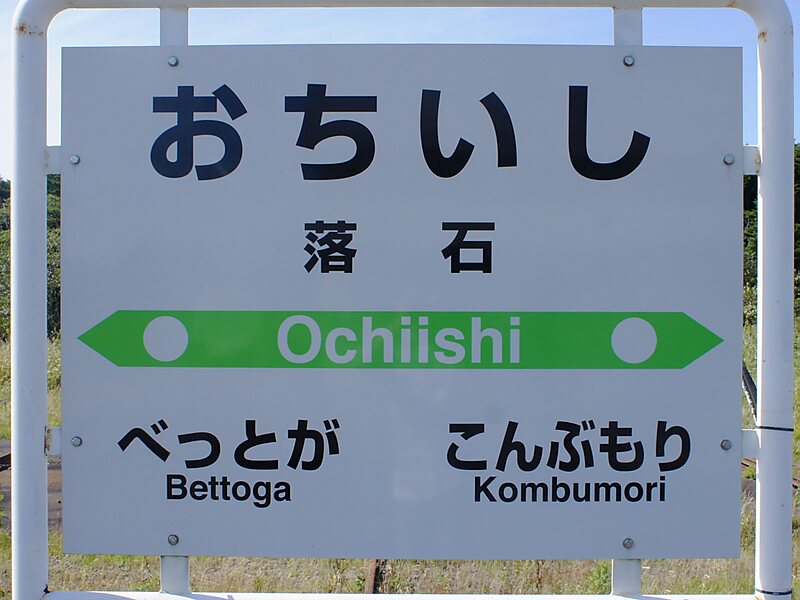 おちいし
落石
Ochiishi
べっとが こんぶもり
Bettoga Kombumori